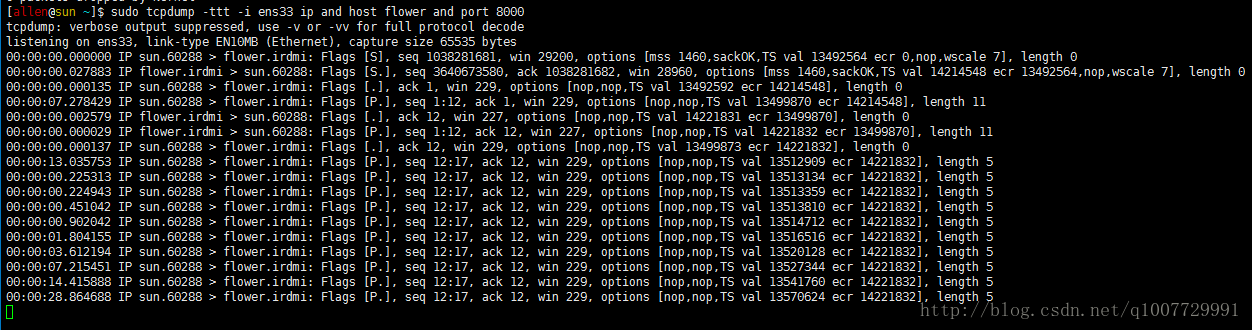 [allen@sun ~]$ sudo tcpdump -ttt -i ens33 ip and host flower and port 8000
tcpdump: verbose output suppressed, use -v or -vv for full protocol decode
listening on ens33, link-type EN10MB (Ethernet), capture size 65535 bytes
00:00:00.000000 IP sun.60288 > flower.irdmi: Flags [S], seq 1038281681, win 29200, options [mss 1460,sackOK,TS val 13492564 ecr 0,nop,wscale 7], length 0
00:00:00.027883 IP flower.irdmi > sun.60288: Flags [S.], seq 3640673580, ack 1038281682, win 28960, options [mss 1460,sackOK,TS val 14214548 ecr 13492564,nop,wscale 7], length 0
00:00:00.000135 IP sun.60288 > flower.irdmi: Flags [.], ack 1, win 229, options [nop,nop,TS val 13492592 ecr 14214548], length 0
00:00:07.278429 IP sun.60288 > flower.irdmi: Flags [P.], seq 1:12, ack 1, win 229, options [nop,nop,TS val 13499870 ecr 14214548], length 11
00:00:00.002579 IP flower.irdmi > sun.60288: Flags [.], ack 12, win 227, options [nop,nop,TS val 14221831 ecr 13499870], length 0
00:00:00.000029 IP flower.irdmi > sun.60288: Flags [P.], seq 1:12, ack 12, win 227, options [nop,nop,TS val 14221832 ecr 13499870], length 11
00:00:00.000137 IP sun.60288 > flower.irdmi: Flags [.], ack 12, win 229, options [nop,nop,TS val 13499873 ecr 14221832], length 0
00:00:13.035753 IP sun.60288 > flower.irdmi: Flags [P.], seq 12:17, ack 12, win 229, options [nop,nop,TS val 13512909 ecr 14221832], length 5
00:00:00.225313 IP sun.60288 > flower.irdmi: Flags [P.], seq 12:17, ack 12, win 229, options [nop,nop,TS val 13513134 ecr 14221832], length 5
00:00:00.224943 IP sun.60288 > flower.irdmi: Flags [P.], seq 12:17, ack 12, win 229, options [nop,nop,TS val 13513359 ecr 14221832], length 5
00:00:00.451042 IP sun.60288 > flower.irdmi: Flags [P.], seq 12:17, ack 12, win 229, options [nop,nop,TS val 13513810 ecr 14221832], length 5
00:00:00.902042 IP sun.60288 > flower.irdmi: Flags [P.], seq 12:17, ack 12, win 229, options [nop,nop,TS val 13514712 ecr 14221832], length 5
00:00:01.804155 IP sun.60288 > flower.irdmi: Flags [P.], seq 12:17, ack 12, win 229, options [nop,nop,TS val 13516516 ecr 14221832], length 5
00:00:03.612194 IP sun.60288 > flower.irdmi: Flags [P.], seq 12:17, ack 12, win 229, options [nop,nop,TS val 13520128 ecr 14221832], length 5
00:00:07.215451 IP sun.60288 > flower.irdmi: Flags [P.], seq 12:17, ack 12, win 229, options [nop,nop,TS val 13527344 ecr 14221832], length 5
00:00:14.415888 IP sun.60288 > flower.irdmi: Flags [P.], seq 12:17, ack 12, win 229, options [nop,nop,TS val 13541760 ecr 14221832], length 5
00:00:28.864688 IP sun.60288 > flower.irdmi: Flags [P.], seq 12:17, ack 12, win 229, options [nop,nop,TS val 13570624 ecr 14221832], length 5
http://blog.csdn.net/q1007729991